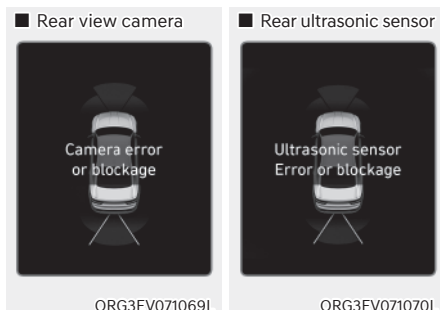 ■ Rear view camera
Camera error
or blockage
ORG3EV071069L
■ Rear ultrasonic sensor
Ultrasonic sensor
Error or blockage
ORG3EV071070L